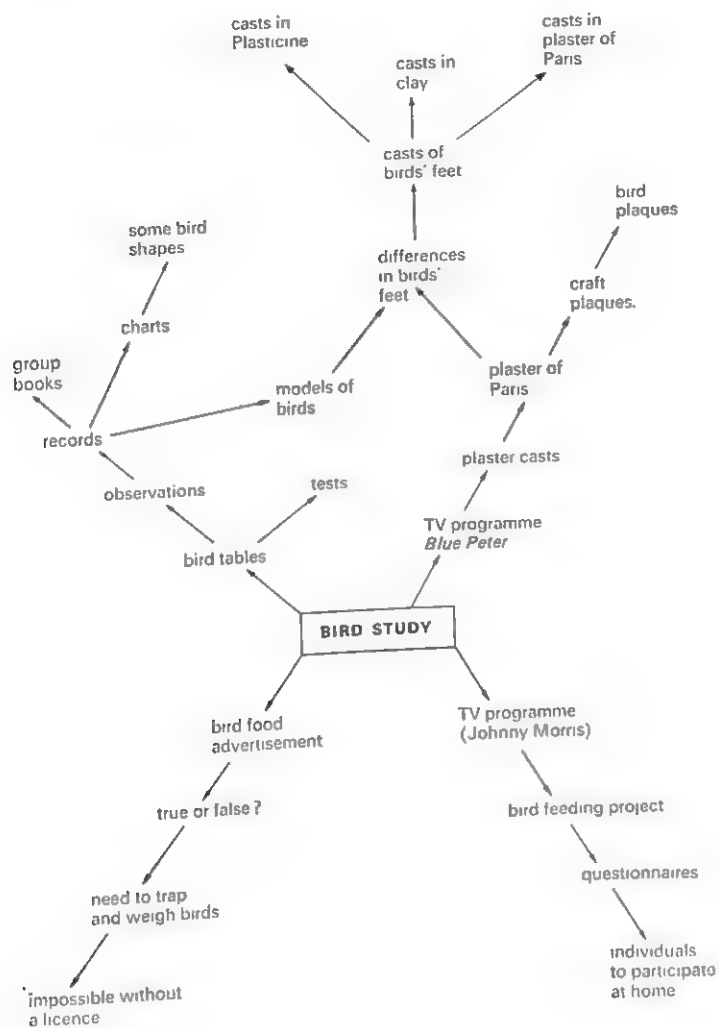 casts in
Plasticine
casts in
clay
casts in
plaster of
Paris
casts of
birds' feet
bird
plaques
some bird
shapes
differences
in birds'
feet
craft
plaques.
charts
group
books
models of
birds
plaster of
Paris
records
plaster casts
observations
tests
TV programme
Blue Peter
bird tables
BIRD STUDY
bird food
advertisement
TV programme
(Johnny Morris)
true or false?
bird feeding project
need to trap
and weigh birds
questionnaires
impossible without
a licence
individuals
to participate
at home